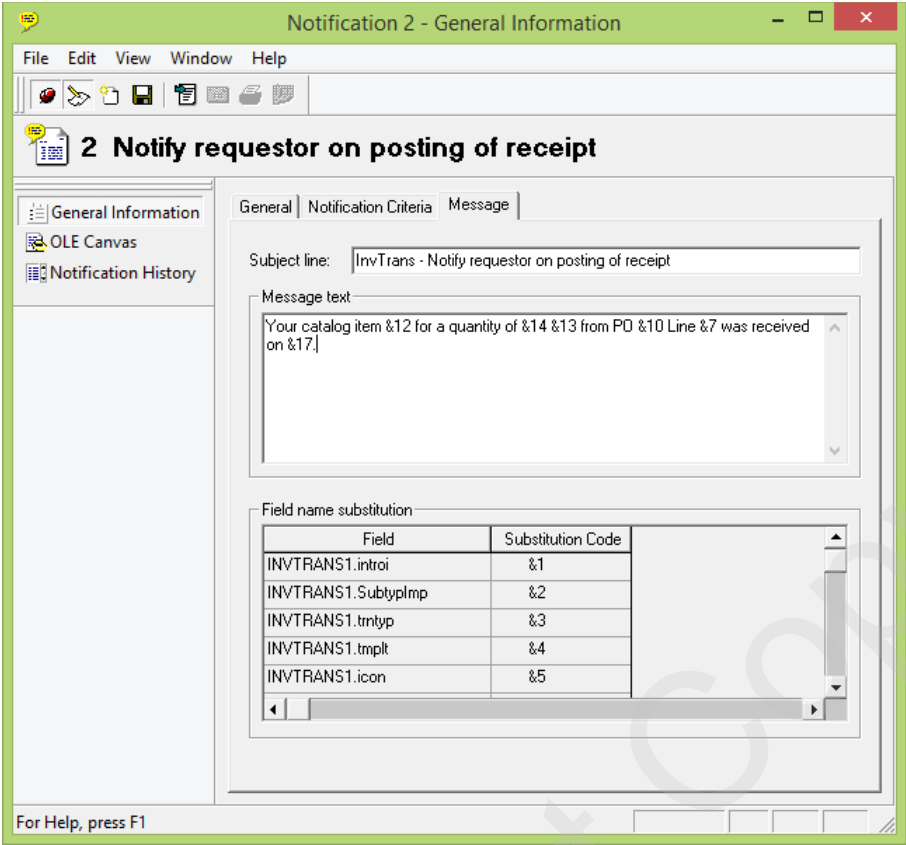 Notification 2 - General Information
File Edit View Window Help
2 Notify requestor on posting of receipt
General Information
OLE Canvas
Notification History
General Notification Criteria Message
Subject line: InvTrans - Notify requestor on posting of receipt
Message text
Your catalog item &12 for a quantity of &14 &13 from PO &10 Line &7 was received
on &17.
Field name substitution
Field Substitution Code
INVTRANS1.introi &1
INVTRANS1.SubtypImp &2
INVTRANS1.trntyp &3
INVTRANS1.tmplt &4
INVTRANS1.icon &5
For Help, press F1